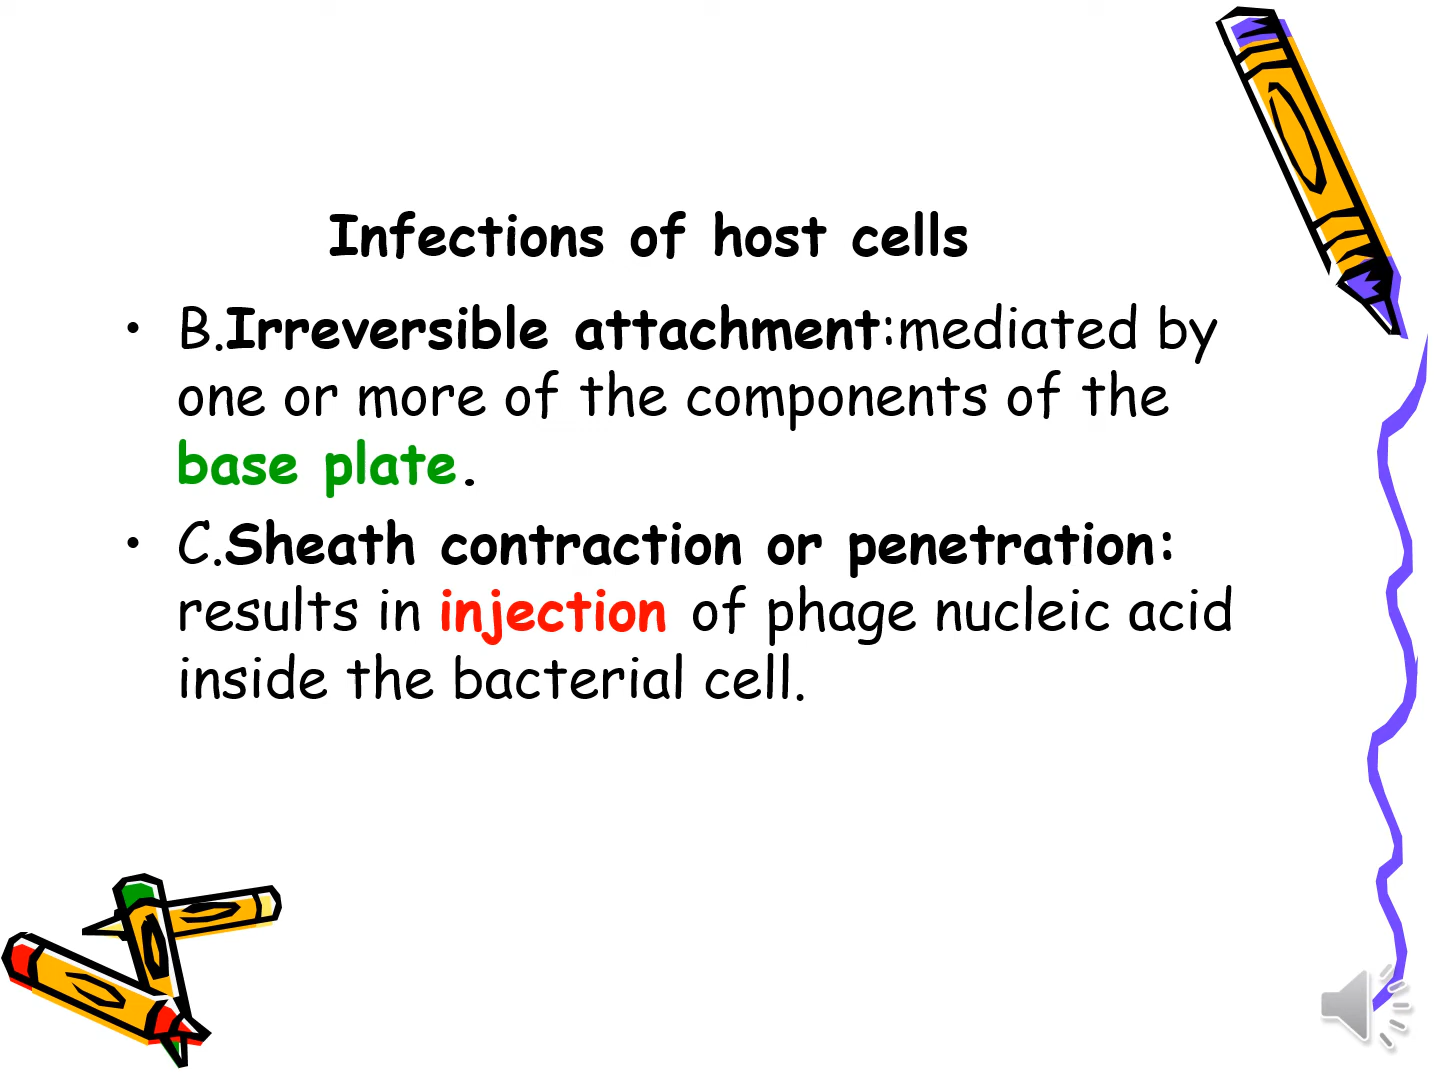 Infections of host cells
• B.Irreversible attachment:mediated by
one or more of the components of the
base plate.
• C.Sheath contraction or penetration:
results in injection of phage nucleic acid
inside the bacterial cell.